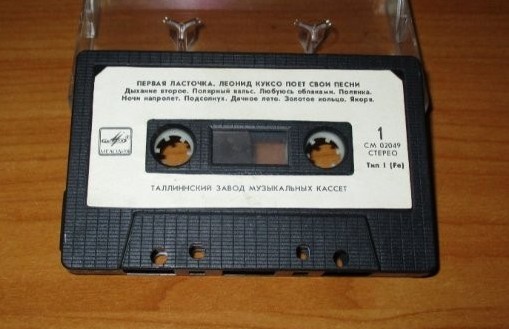 ПЕРВАЯ ЛАСТОЧКА. ЛЕОНИД КУКСО ПОЕТ СВОИ ПЕСНИ
Дыхание второе. Полярный вальс. Любуюсь облаками. Полянка.
Ночи напролет. Подсолнух. Дачное лето. Золотое кольцо. Якоря.
1
СМ 02049
СТЕРЕО
Тип I (Fe)
ТАЛЛИННСКИЙ ЗАВОД МУЗЫКАЛЬНЫХ КАССЕТ